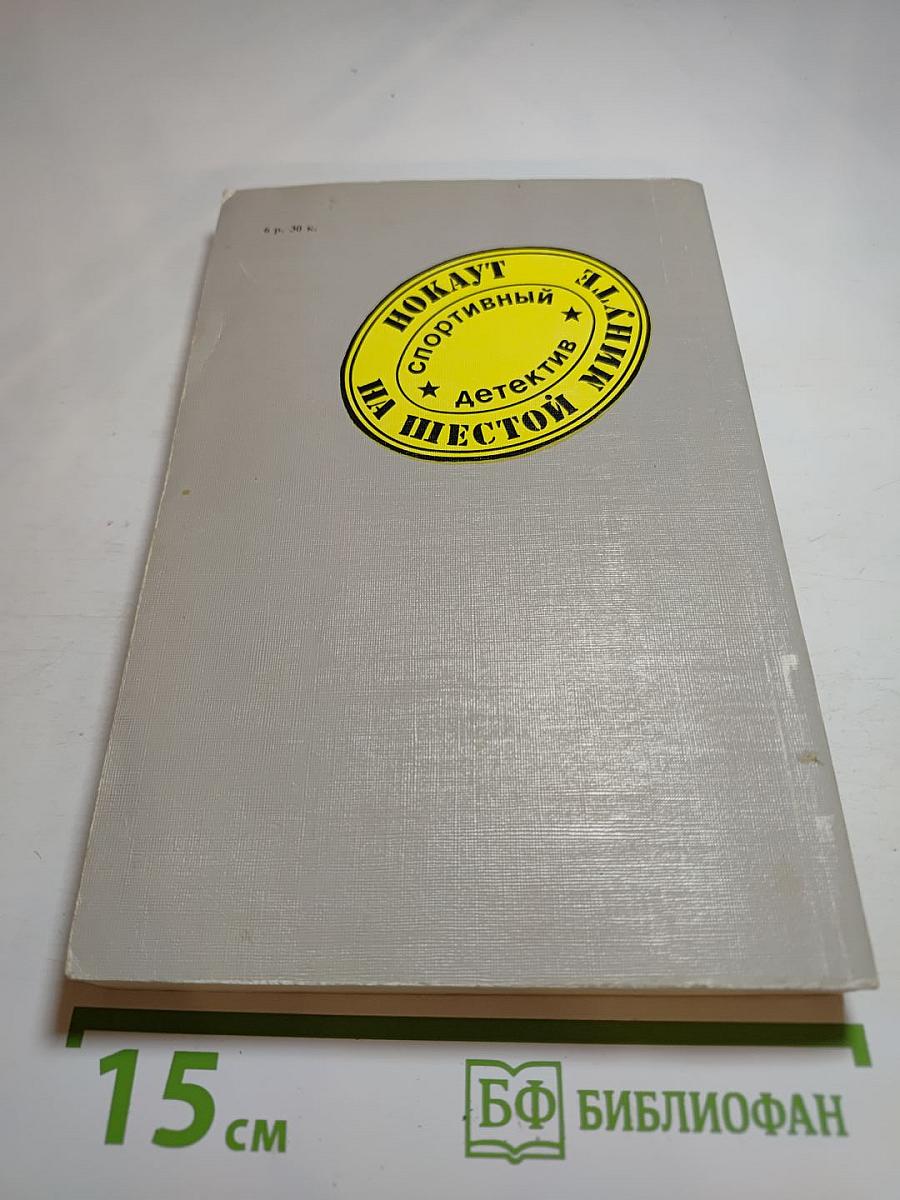 6 р. 30 к.
НОКАУТ НА ШЕСТОЙ МИНУТЕ
спортивный
детектив
15 см
БФ БИБЛИОФАН